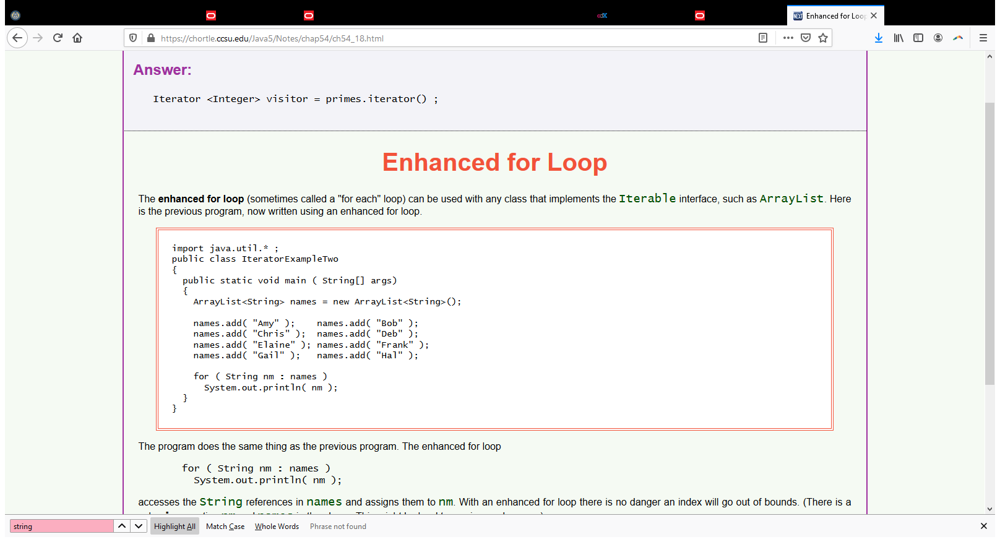 edX
NEXT Enhanced for Loop
https://chortle.ccsu.edu/Java5/Notes/chap54/ch54_18.html
Answer:
Iterator <Integer> visitor = primes.iterator() ;
Enhanced for Loop
The enhanced for loop (sometimes called a "for each" loop) can be used with any class that implements the Iterable interface, such as ArrayList. Here
is the previous program, now written using an enhanced for loop.
import java.util.* ;
public class IteratorExampleTwo
{
  public static void main ( String[] args)
  {
    ArrayList<String> names = new ArrayList<String>();
    names.add( "Amy" );    names.add( "Bob" );
    names.add( "Chris" );  names.add( "Deb" );
    names.add( "Elaine" ); names.add( "Frank" );
    names.add( "Gail" );   names.add( "Hal" );
    for ( String nm : names )
      System.out.println( nm );
  }
}
The program does the same thing as the previous program. The enhanced for loop
for ( String nm : names )
  System.out.println( nm );
accesses the String references in names and assigns them to nm. With an enhanced for loop there is no danger an index will go out of bounds. (There is a
string Highlight All Match Case Whole Words Phrase not found